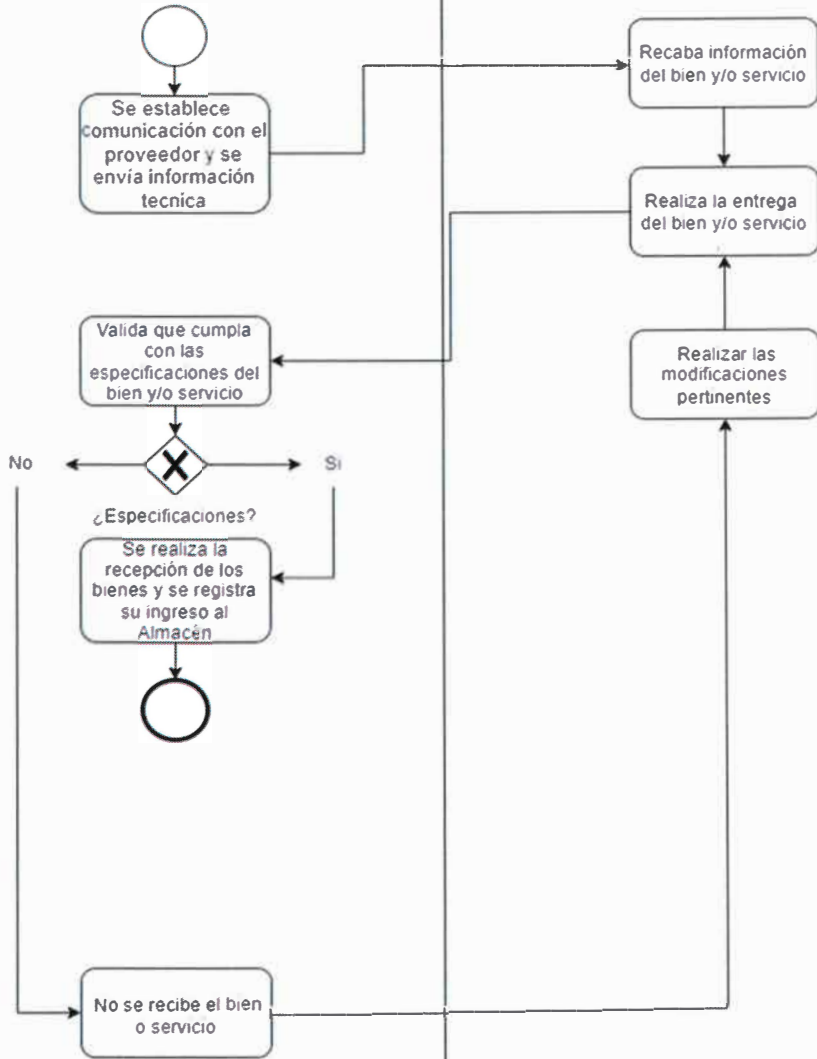 Se establece
comunicación con el
proveedor y se
envía información
tecníca
Recaba información
del bien y/o servicio
Realiza la entrega
del bien y/o servicio
Valida que cumpla
con las
especificaciones del
bien y/o servicio
Realizar las
modificaciones
pertinentes
No
Si
¿Especificaciones?
Se realiza la
recepción de los
bienes y se registra
su ingreso al
Almacén
No se recibe el bien
o servicio